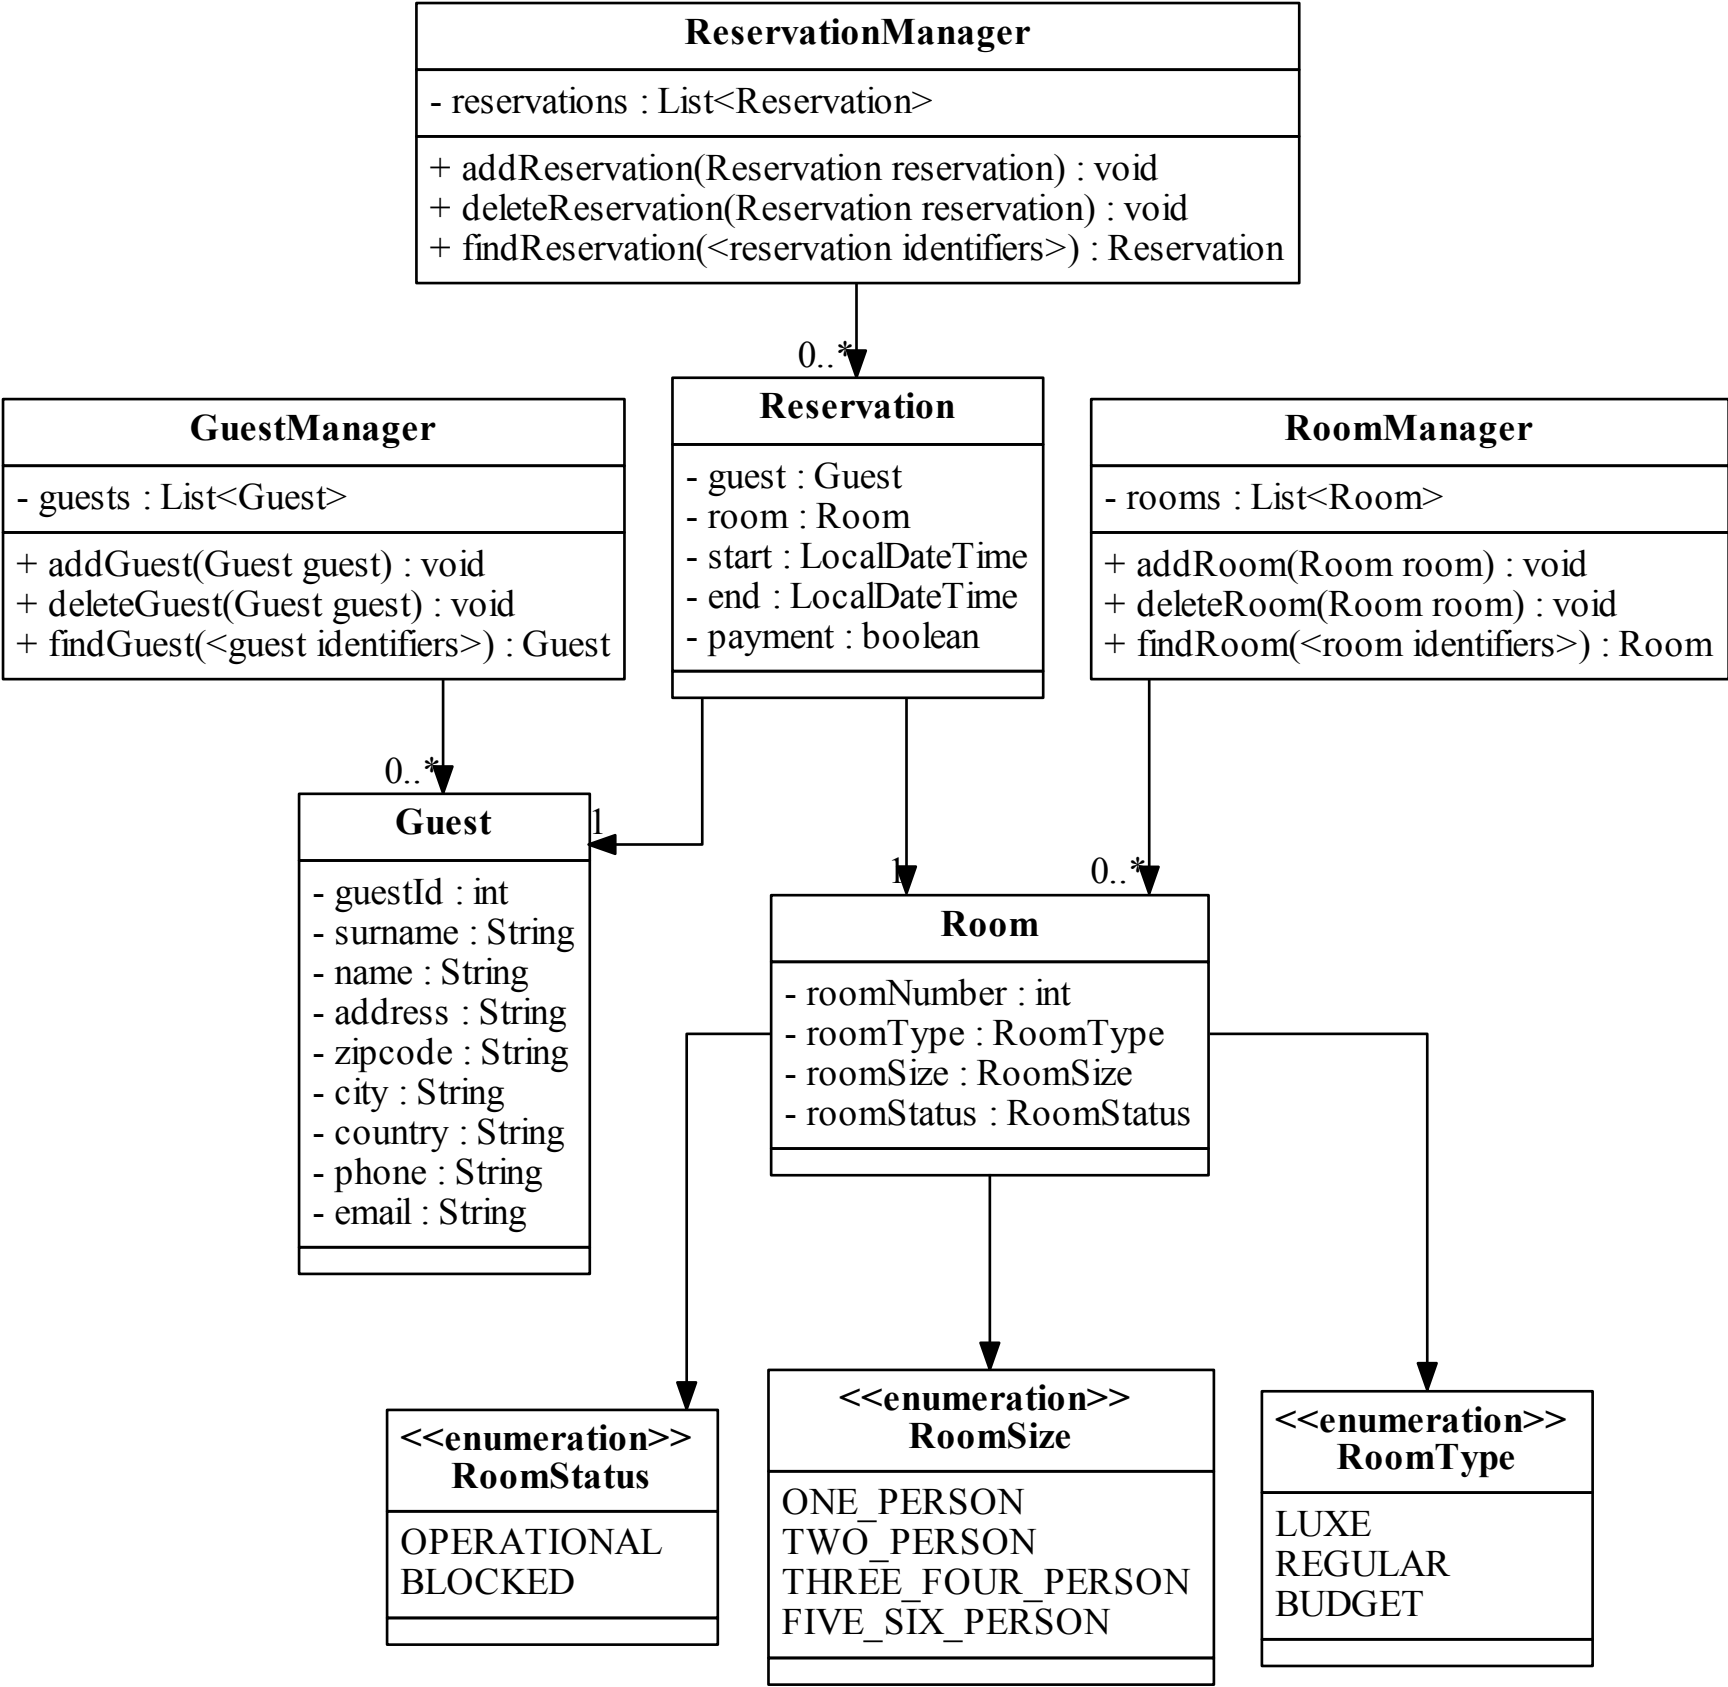 ReservationManager
- reservations : List<Reservation>
+ addReservation(Reservation reservation) : void
+ deleteReservation(Reservation reservation) : void
+ findReservation(<reservation identifiers>) : Reservation
0..*
GuestManager
- guests : List<Guest>
+ addGuest(Guest guest) : void
+ deleteGuest(Guest guest) : void
+ findGuest(<guest identifiers>) : Guest
Reservation
- guest : Guest
- room : Room
- start : LocalDateTime
- end : LocalDateTime
- payment : boolean
RoomManager
- rooms : List<Room>
+ addRoom(Room room) : void
+ deleteRoom(Room room) : void
+ findRoom(<room identifiers>) : Room
0..*
1
1
0..*
Guest
- guestId : int
- surname : String
- name : String
- address : String
- zipcode : String
- city : String
- country : String
- phone : String
- email : String
Room
- roomNumber : int
- roomType : RoomType
- roomSize : RoomSize
- roomStatus : RoomStatus
<<enumeration>>
RoomStatus
OPERATIONAL
BLOCKED
<<enumeration>>
RoomSize
ONE_PERSON
TWO_PERSON
THREE_FOUR_PERSON
FIVE_SIX_PERSON
<<enumeration>>
RoomType
LUXE
REGULAR
BUDGET